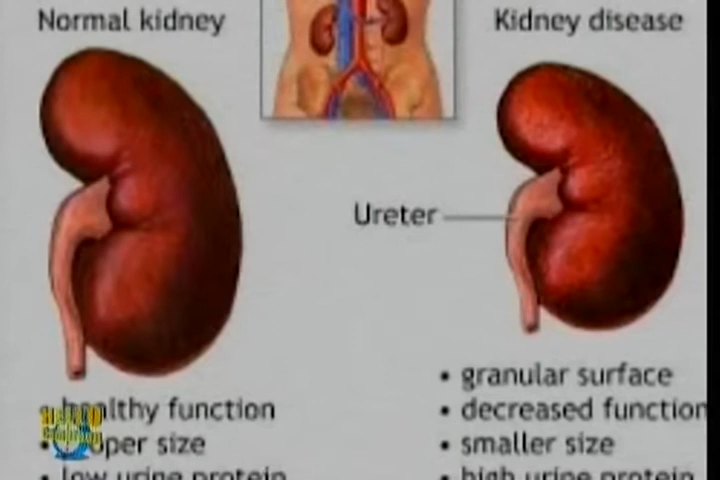 Normal kidney
Kidney disease
Ureter
healthy function
proper size
low urine protein
• granular surface
• decreased function
• smaller size
• high urine protein